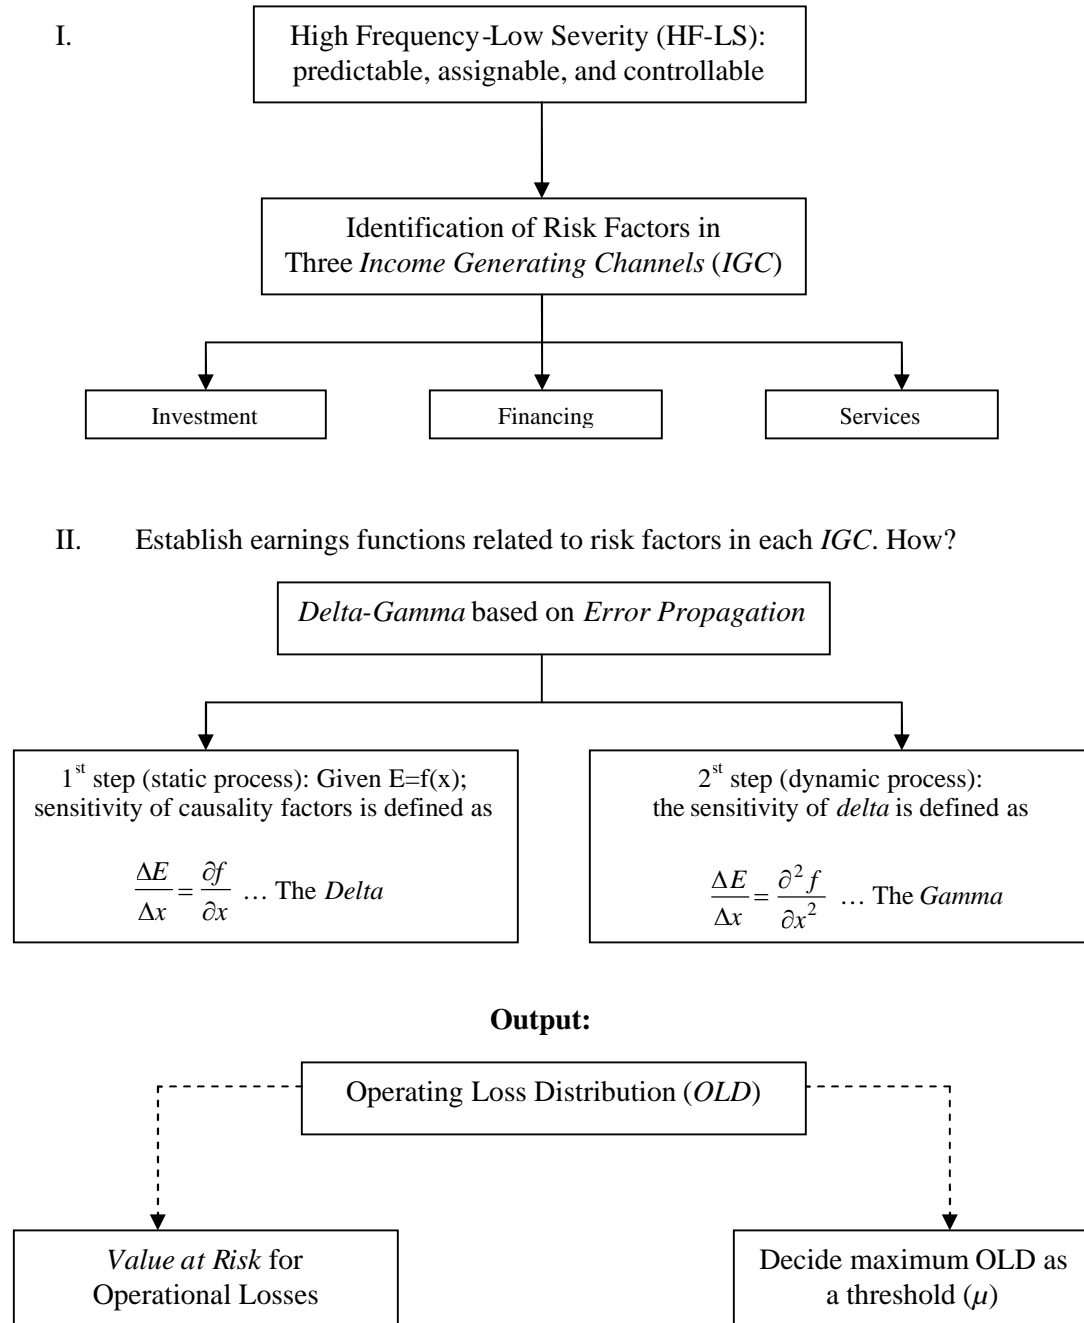 I.
High Frequency-Low Severity (HF-LS):
predictable, assignable, and controllable
Identification of Risk Factors in
Three Income Generating Channels (IGC)
Investment
Financing
Services
II. Establish earnings functions related to risk factors in each IGC. How?
Delta-Gamma based on Error Propagation
1st step (static process): Given E=f(x);
sensitivity of causality factors is defined as
ΔE/Δx = ∂f/∂x … The Delta
2st step (dynamic process):
the sensitivity of delta is defined as
ΔE/Δx = ∂²f/∂x² … The Gamma
Output:
Operating Loss Distribution (OLD)
Value at Risk for
Operational Losses
Decide maximum OLD as
a threshold (μ)